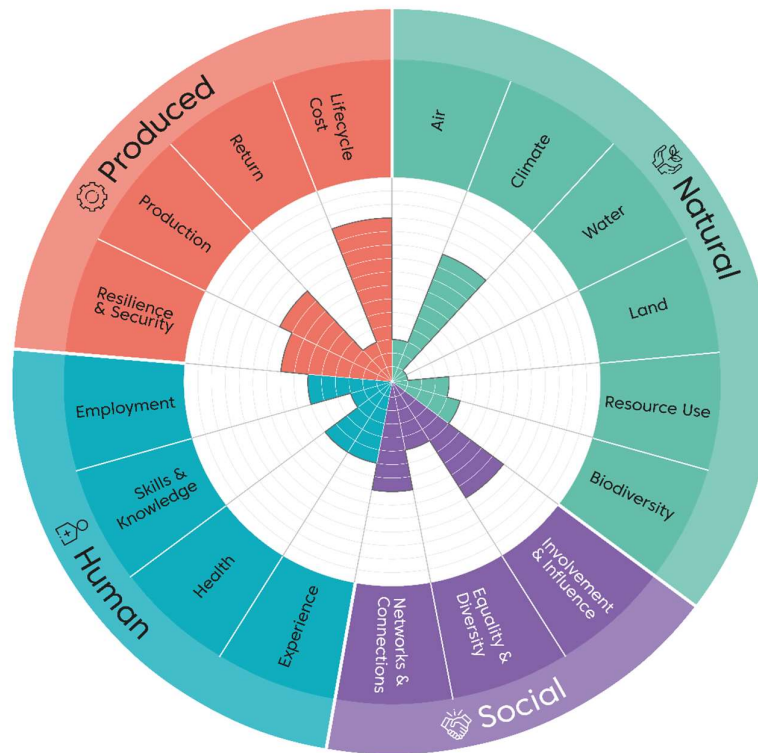 Produced
Lifecycle
Cost
Return
Production
Resilience
& Security
Natural
Air
Climate
Water
Land
Resource Use
Biodiversity
Social
Involvement
& Influence
Equality &
Diversity
Networks &
Connections
Human
Experience
Health
Skills &
Knowledge
Employment